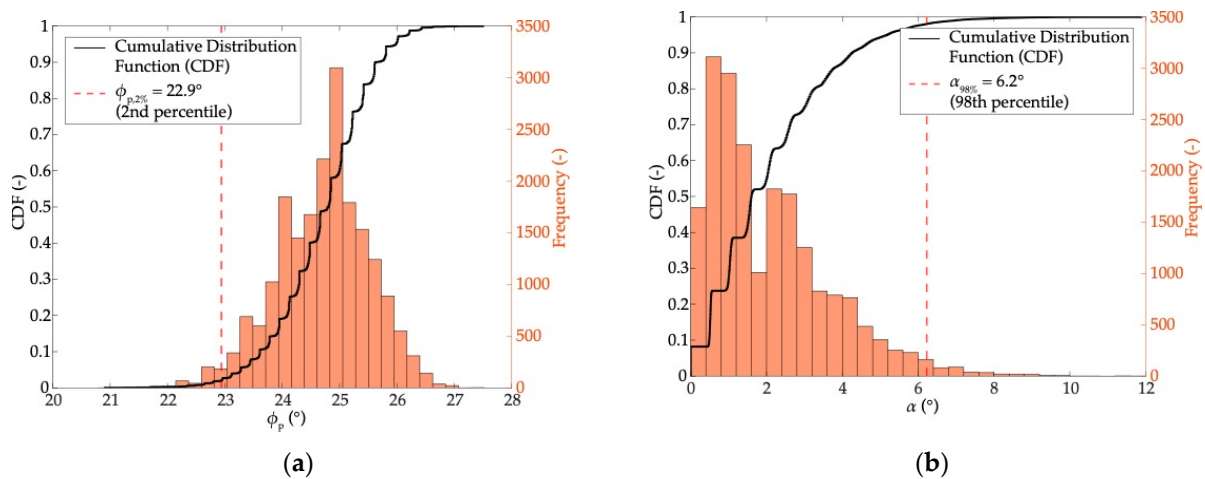 Cumulative Distribution
Function (CDF)
ϕp,2% = 22.9°
(2nd percentile)
1
0.9
0.8
0.7
0.6
0.5
0.4
0.3
0.2
0.1
0
CDF (-)
3500
3000
2500
2000
1500
1000
500
0
Frequency (-)
20 21 22 23 24 25 26 27 28
ϕp (°)
(a)
Cumulative Distribution
Function (CDF)
α98% = 6.2°
(98th percentile)
1
0.9
0.8
0.7
0.6
0.5
0.4
0.3
0.2
0.1
0
CDF (-)
3500
3000
2500
2000
1500
1000
500
0
Frequency (-)
0 2 4 6 8 10 12
α (°)
(b)